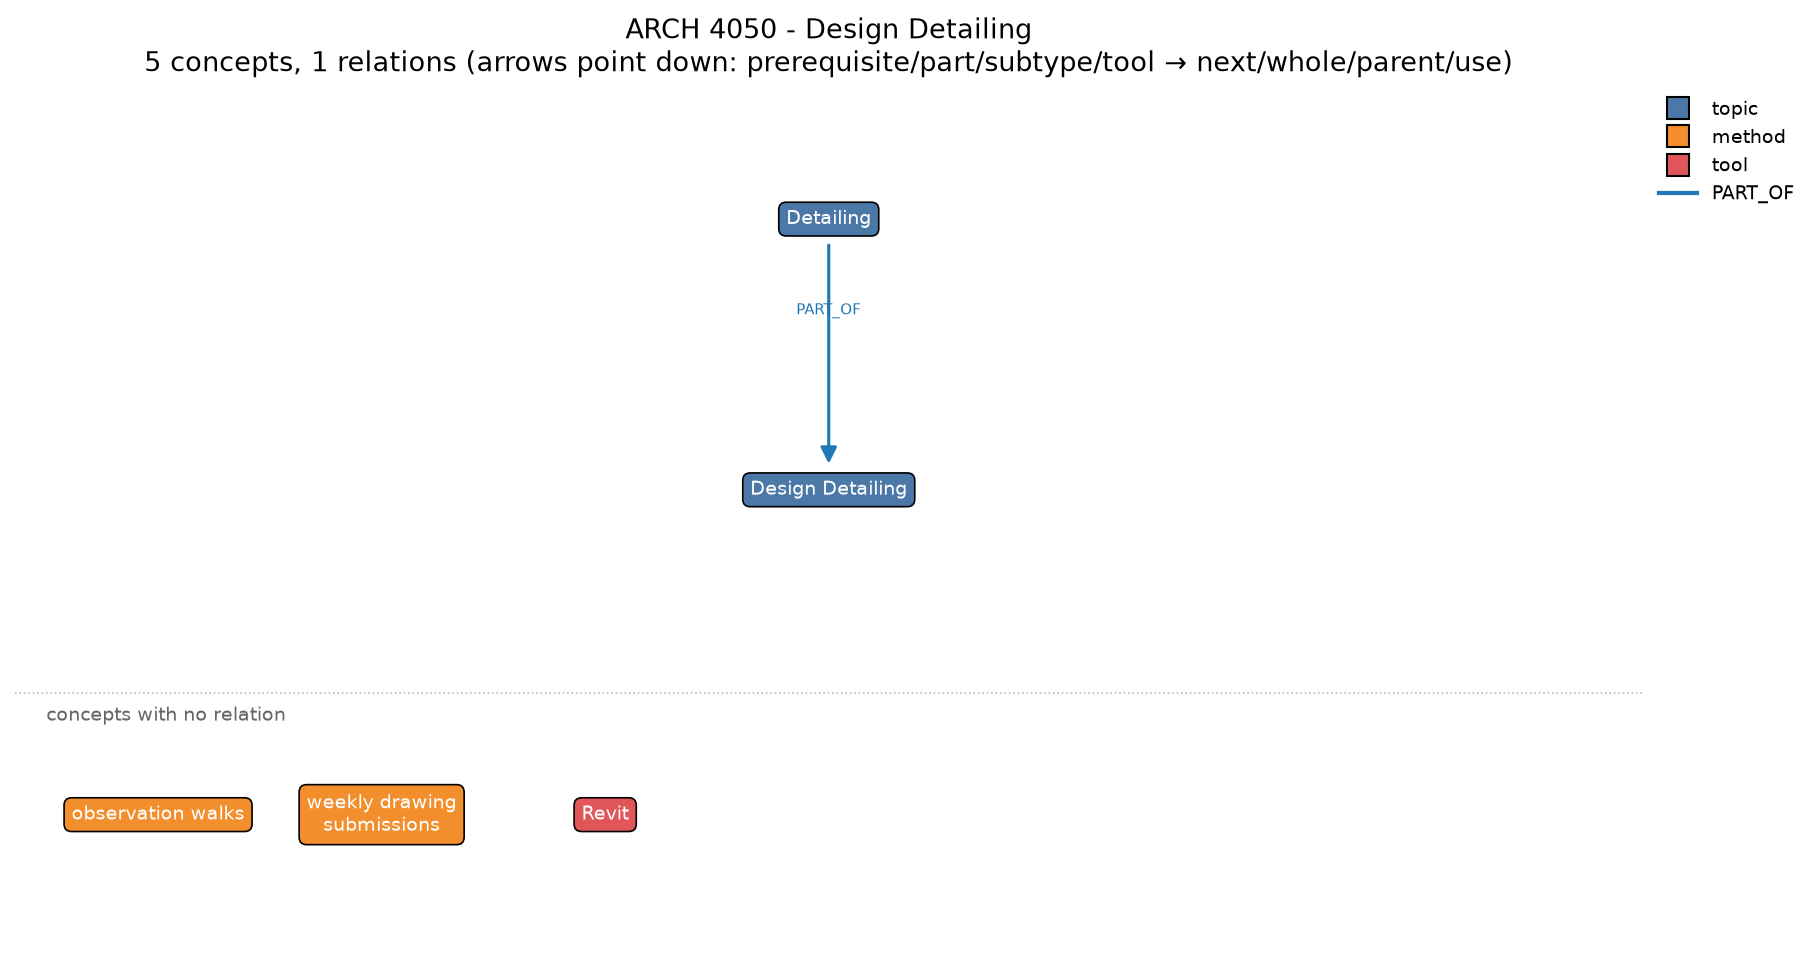 ARCH 4050 - Design Detailing
5 concepts, 1 relations (arrows point down: prerequisite/part/subtype/tool → next/whole/parent/use)
topic
method
tool
PART_OF
Detailing
PART_OF
Design Detailing
concepts with no relation
observation walks
weekly drawing
submissions
Revit